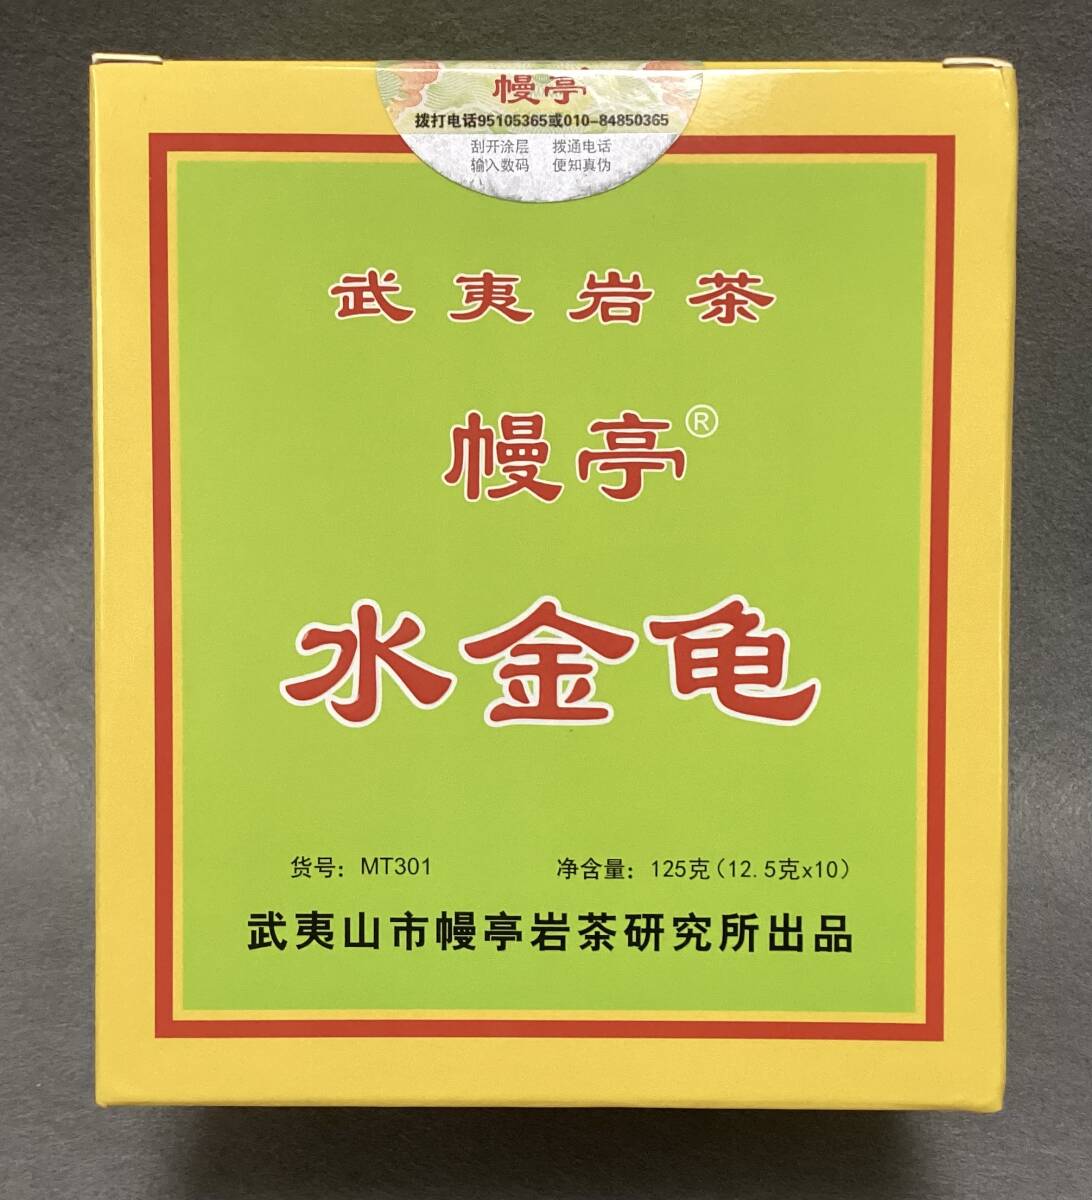 幔亭
拨打电话95105365或010-84850365
刮开涂层 拨通电话
输入数码 便知真伪
武夷岩茶
幔亭®
水金龟
货号：MT301 净含量：125克(12.5克x10)
武夷山市幔亭岩茶研究所出品